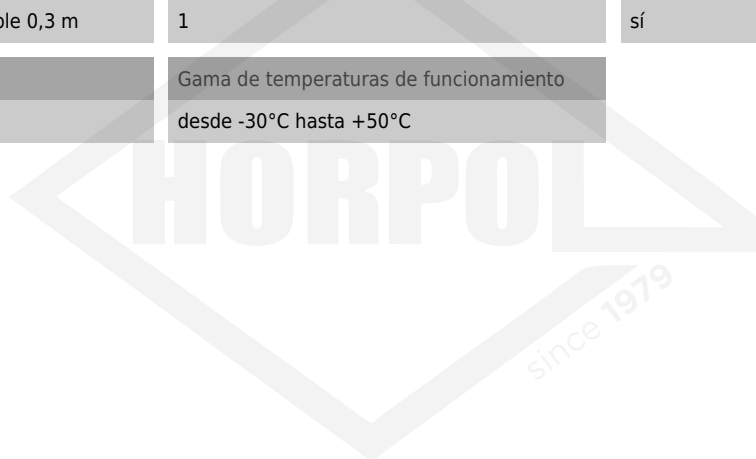 ble 0,3 m 1 sí
Gama de temperaturas de funcionamiento
desde -30°C hasta +50°C
HORPOL
since 1979